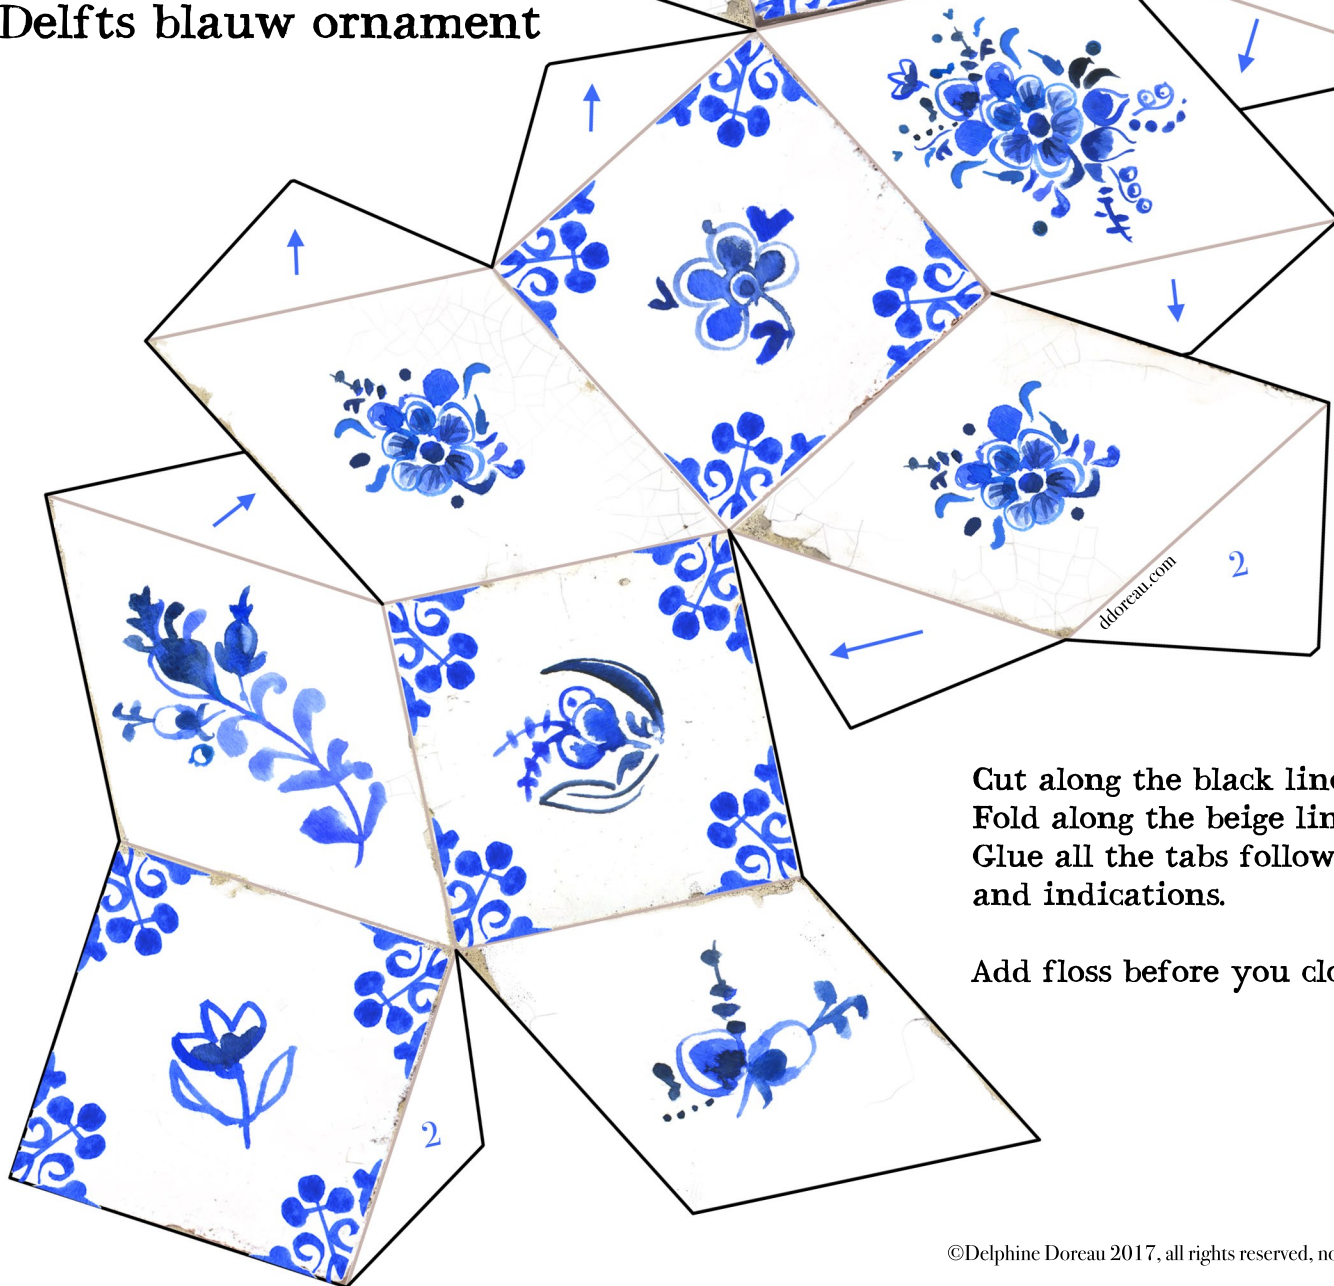 Delfts blauw ornament
2
ddoreau.com
Cut along the black line
Fold along the beige lin
Glue all the tabs follow
and indications.
Add floss before you clo
2
©Delphine Doreau 2017, all rights reserved, no